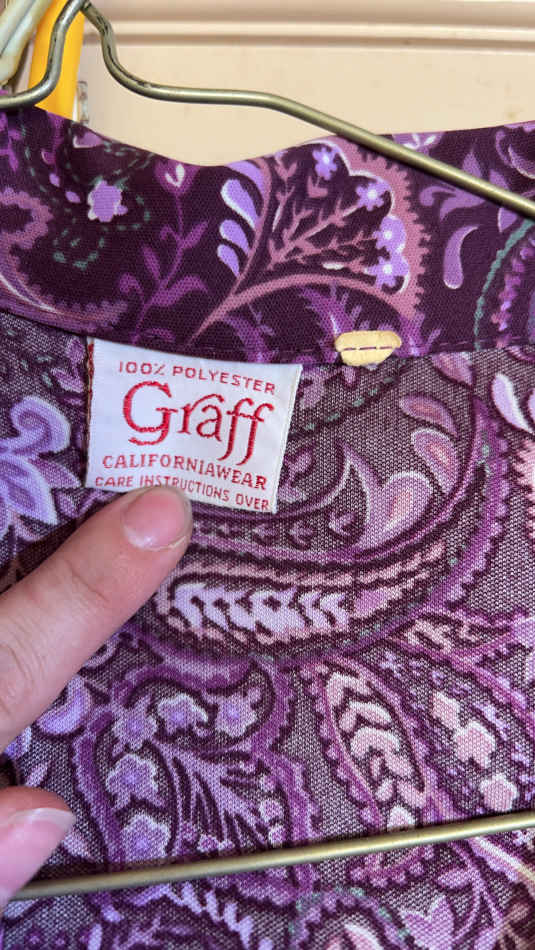 100% POLYESTER
Graff
CALIFORNIAWEAR
CARE INSTRUCTIONS OVER